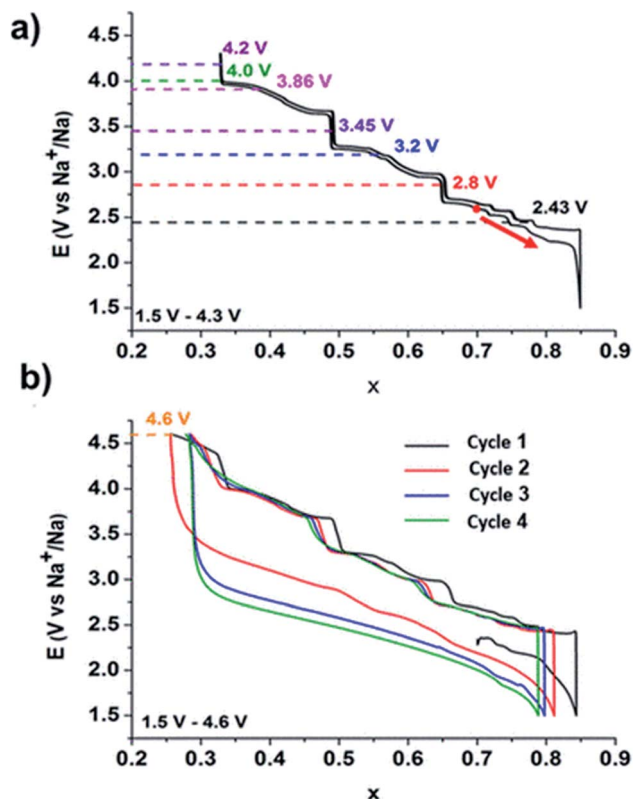 a)
4.5
4.0
3.5
3.0
2.5
2.0
1.5
E (V vs Na⁺/Na)
4.2 V
4.0 V
3.86 V
3.45 V
3.2 V
2.8 V
2.43 V
1.5 V - 4.3 V
0.2 0.3 0.4 0.5 0.6 0.7 0.8 0.9
x
b)
4.5
4.0
3.5
3.0
2.5
2.0
1.5
E (V vs Na⁺/Na)
4.6 V
Cycle 1
Cycle 2
Cycle 3
Cycle 4
1.5 V - 4.6 V
0.2 0.3 0.4 0.5 0.6 0.7 0.8 0.9
x